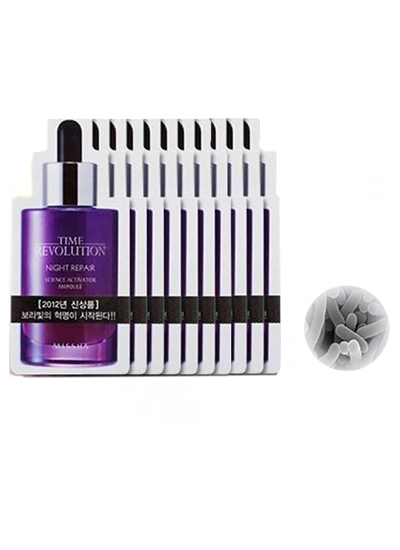 TIME
REVOLUTION
NIGHT REPAIR
SCIENCE ACTIVATOR
AMPOULE
[2012년 신상품]
보라빛의 혁명이 시작된다!!
MISSHA